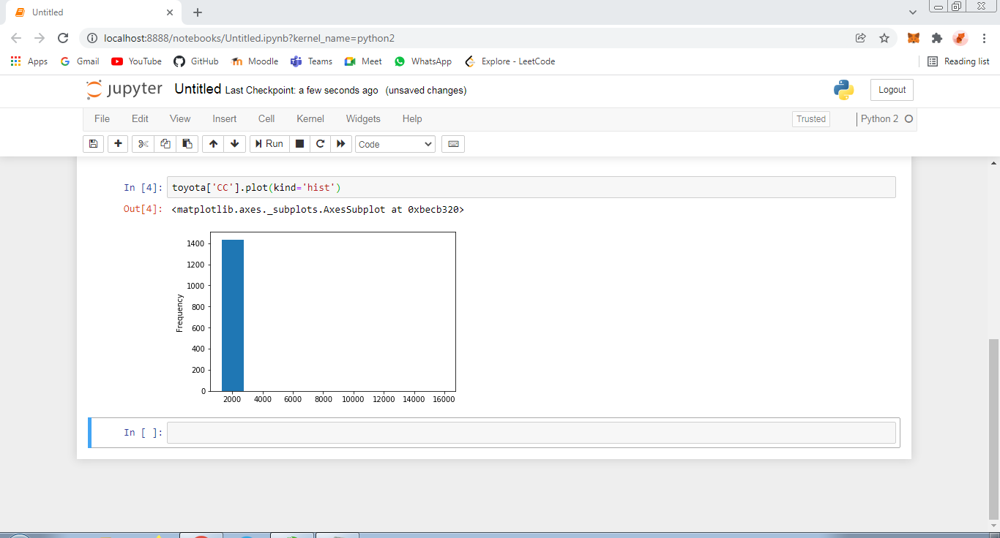 Untitled
localhost:8888/notebooks/Untitled.ipynb?kernel_name=python2
Apps Gmail YouTube GitHub Moodle Teams Meet WhatsApp Explore - LeetCode Reading list
jupyter Untitled Last Checkpoint: a few seconds ago (unsaved changes) Logout
File Edit View Insert Cell Kernel Widgets Help Trusted Python 2
Run Code
In [4]: toyota['CC'].plot(kind='hist')
Out[4]: <matplotlib.axes._subplots.AxesSubplot at 0xbecb320>
1400
1200
1000
800
600
400
200
0
Frequency
2000 4000 6000 8000 10000 12000 14000 16000
In [ ]: